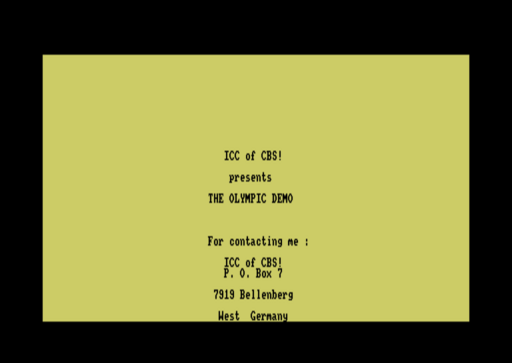 ICC of CBS!
presents
THE OLYMPIC DEMO
For contacting me :
ICC of CBS!
P. O. Box 7
7919 Bellenberg
West Germany